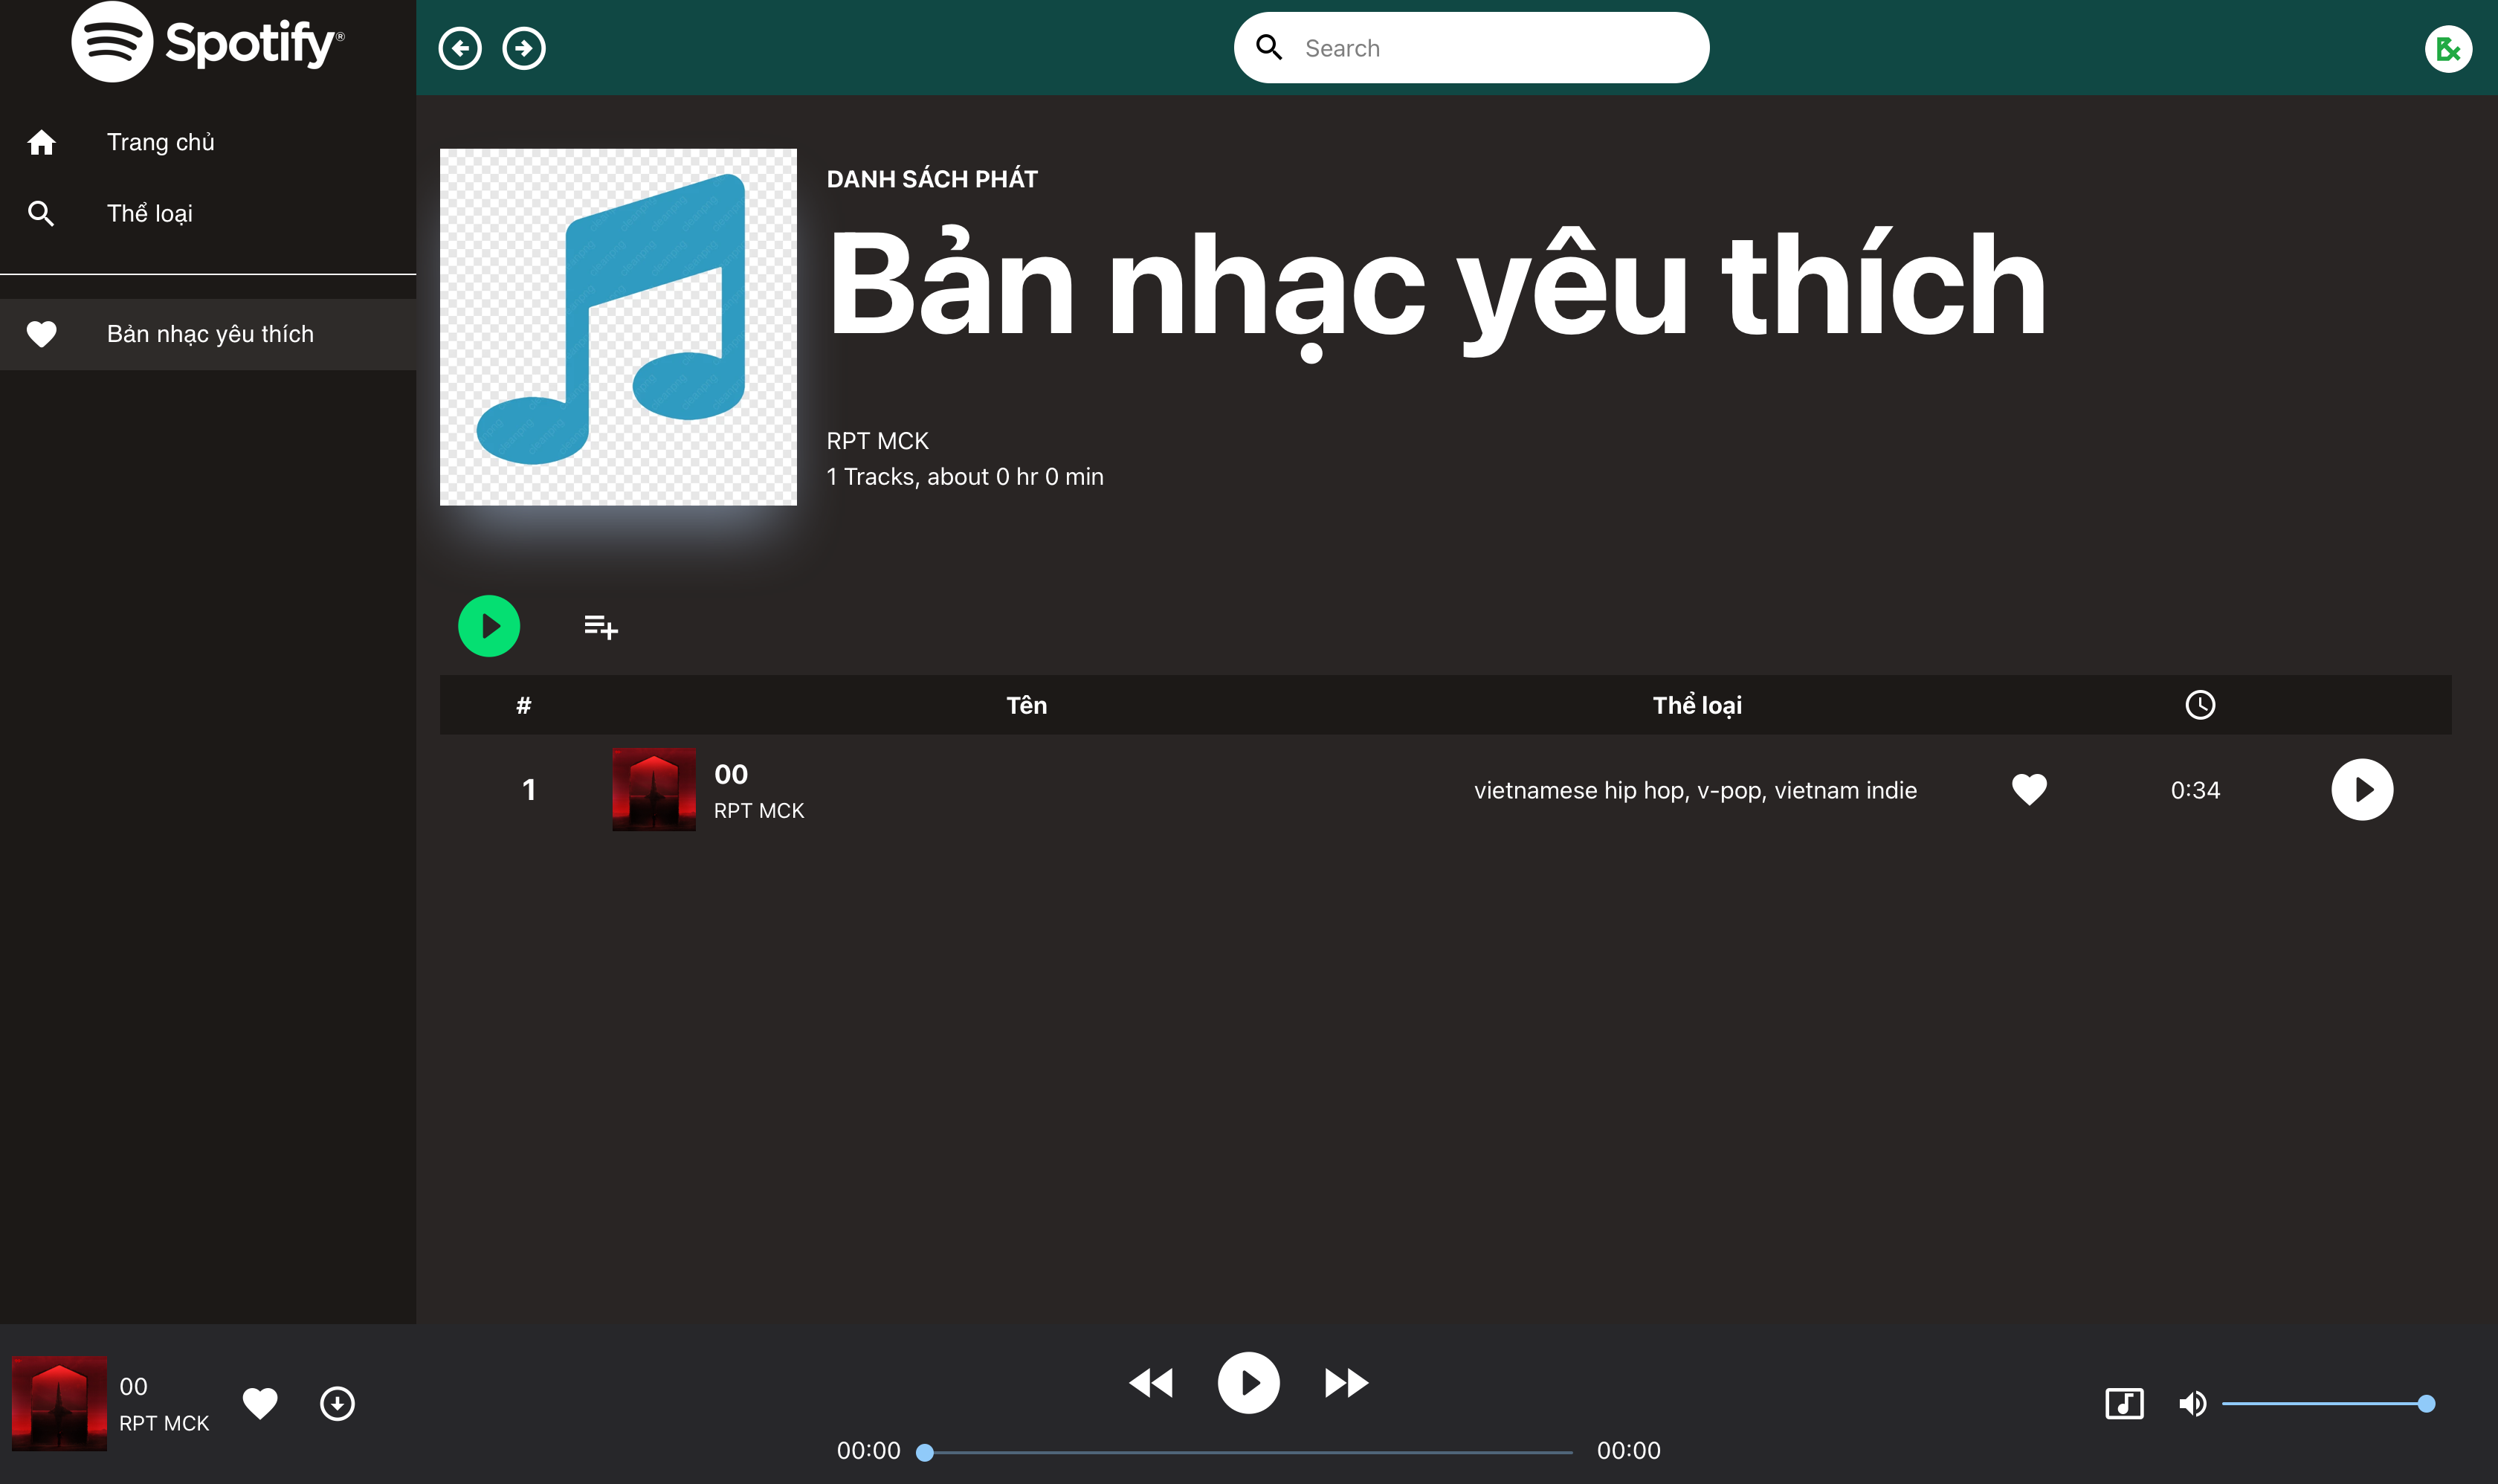 Spotify®
Search
Trang chủ
Thể loại
Bản nhạc yêu thích
DANH SÁCH PHÁT
Bản nhạc yêu thích
RPT MCK
1 Tracks, about 0 hr 0 min
# Tên Thể loại
1 00 vietnamese hip hop, v-pop, vietnam indie 0:34
RPT MCK
00
RPT MCK
00:00 00:00